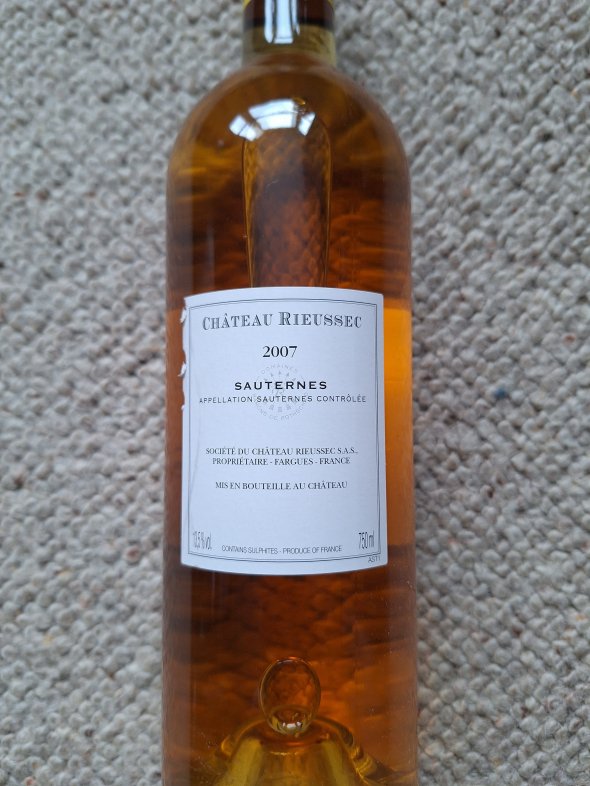 CHÂTEAU RIEUSSEC
2007
SAUTERNES
APPELLATION SAUTERNES CONTRÔLÉE
SOCIÉTÉ DU CHÂTEAU RIEUSSEC S.A.S.,
PROPRIÉTAIRE - FARGUES - FRANCE
MIS EN BOUTEILLE AU CHÂTEAU
13,5 % vol. 750 ml
CONTAINS SULPHITES - PRODUCE OF FRANCE
AST1